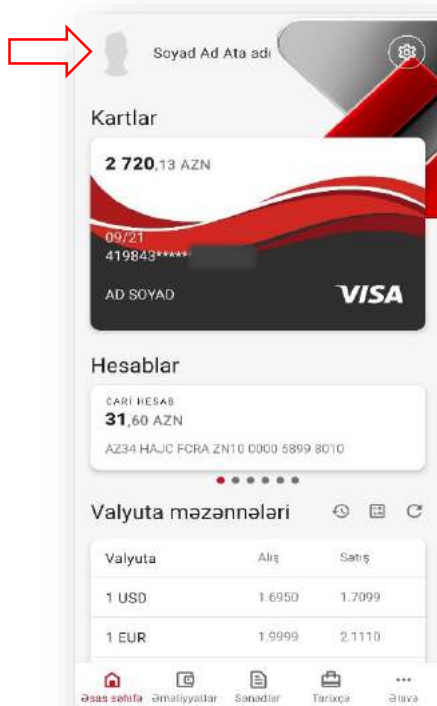 Soyad Ad Ata adı
Kartlar
2 720,13 AZN
09/21
419843*****
AD SOYAD
VISA
Hesablar
CARİ HESAB
31,60 AZN
AZ34 HAJC FCRA ZN10 0000 5899 8010
Valyuta məzənnələri
Valyuta Alış Satış
1 USD 1.6950 1.7099
1 EUR 1.9999 2.1110
Əsas səhifə Əməliyyatlar Sənədlər Tarixçə Əlavə